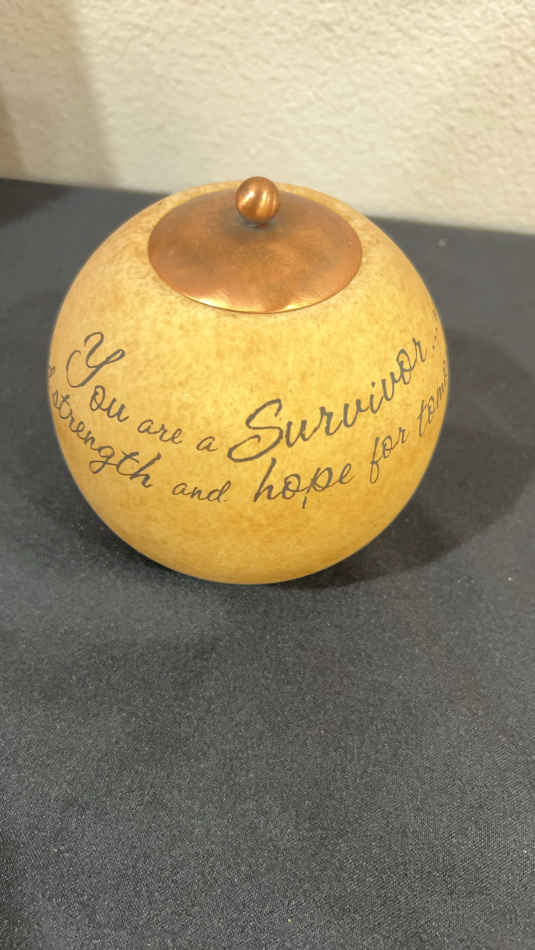 You are a Survivor
strength and hope for